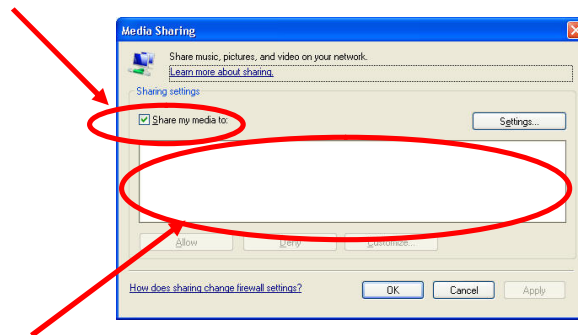 Media Sharing
Share music, pictures, and video on your network.
Learn more about sharing.
Sharing settings
Share my media to:
Settings...
Allow Deny Customize...
How does sharing change firewall settings?
OK Cancel Apply